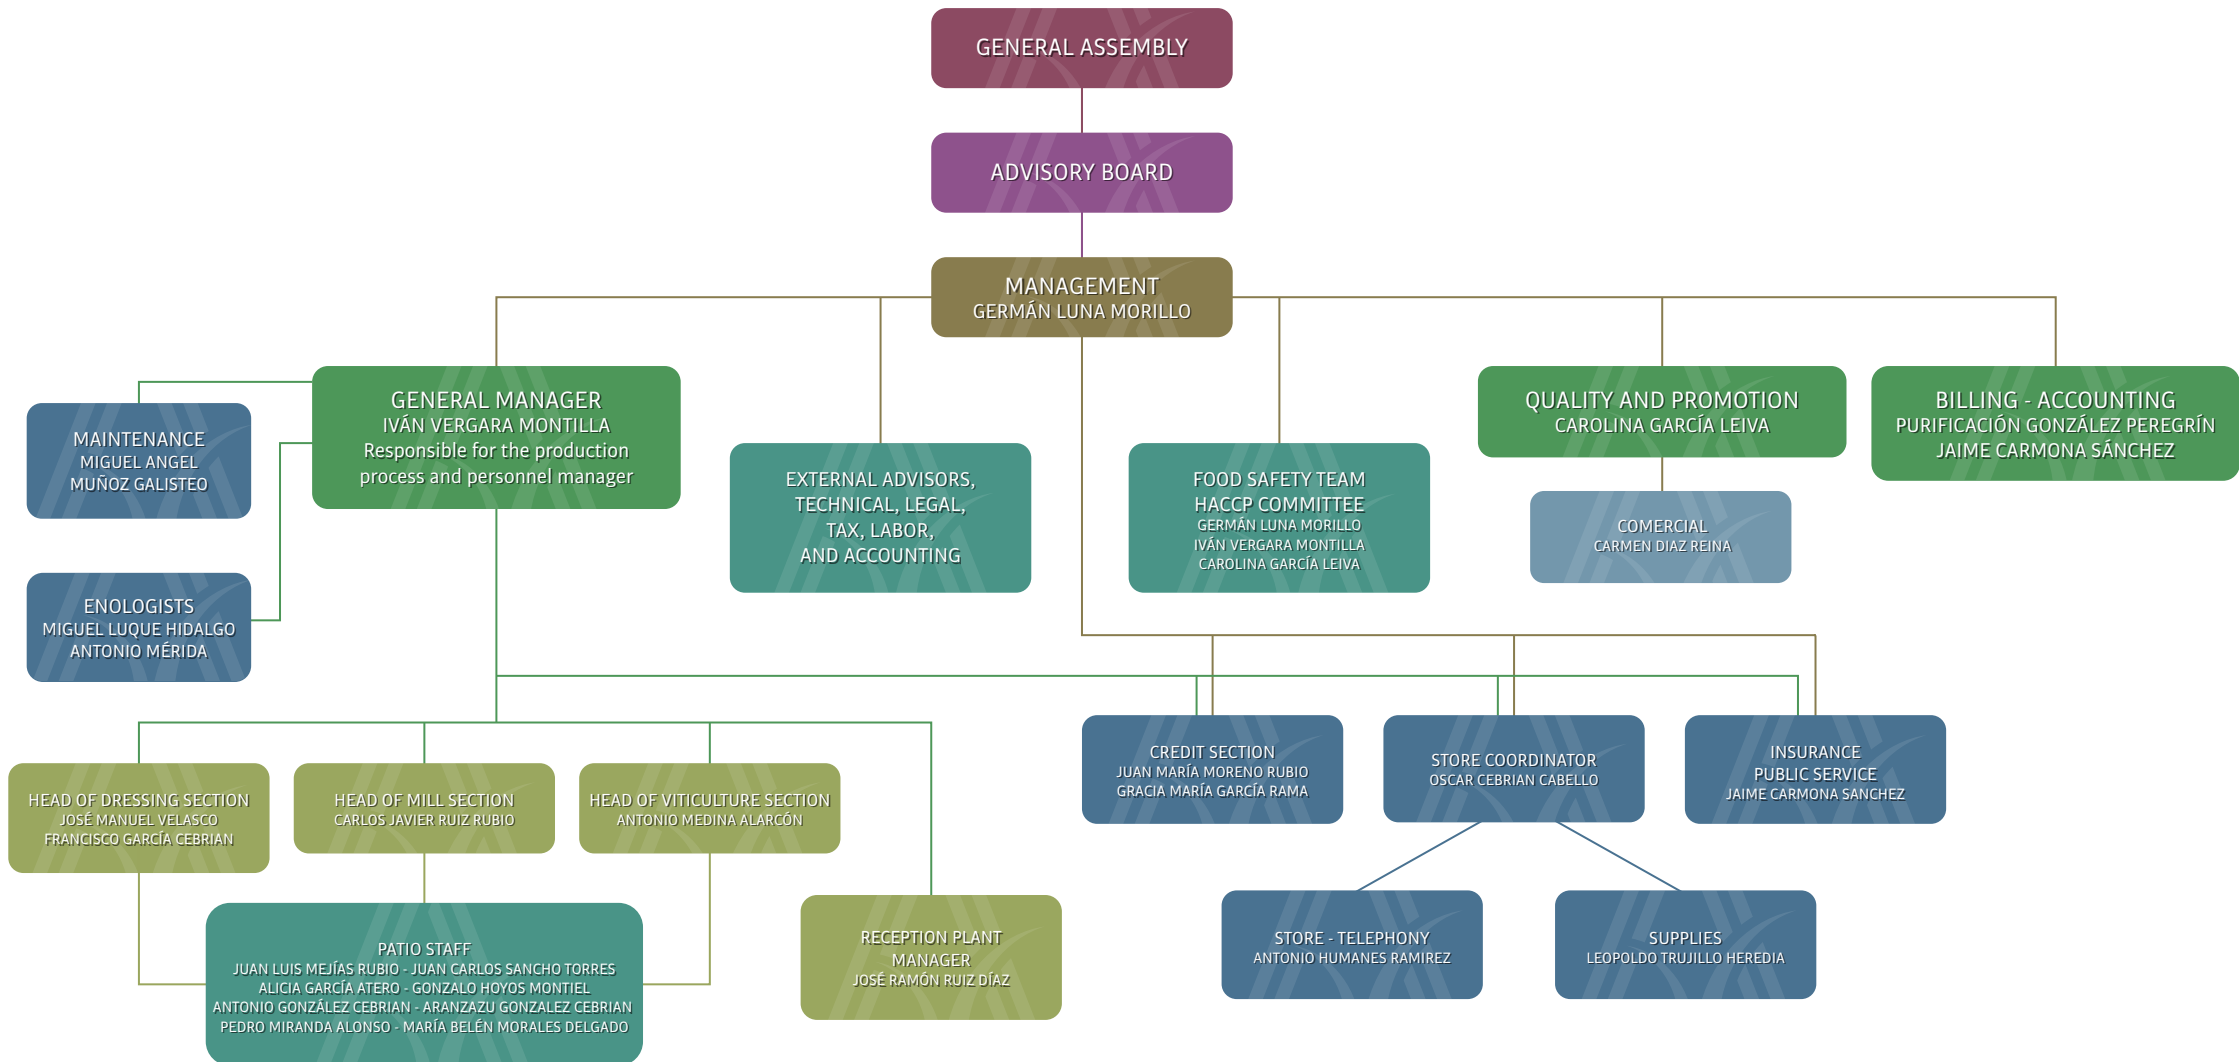 GENERAL ASSEMBLY
ADVISORY BOARD
MANAGEMENT
GERMÁN LUNA MORILLO
GENERAL MANAGER
IVÁN VERGARA MONTILLA
Responsible for the production
process and personnel manager
QUALITY AND PROMOTION
CAROLINA GARCÍA LEIVA
BILLING - ACCOUNTING
PURIFICACIÓN GONZÁLEZ PEREGRÍN
JAIME CARMONA SÁNCHEZ
MAINTENANCE
MIGUEL ANGEL
MUÑOZ GALISTEO
EXTERNAL ADVISORS,
TECHNICAL, LEGAL,
TAX, LABOR,
AND ACCOUNTING
FOOD SAFETY TEAM
HACCP COMMITTEE
GERMÁN LUNA MORILLO
IVÁN VERGARA MONTILLA
CAROLINA GARCÍA LEIVA
COMERCIAL
CARMEN DIAZ REINA
ENOLOGISTS
MIGUEL LUQUE HIDALGO
ANTONIO MÉRIDA
CREDIT SECTION
JUAN MARÍA MORENO RUBIO
GRACIA MARÍA GARCÍA RAMA
STORE COORDINATOR
OSCAR CEBRIAN CABELLO
INSURANCE
PUBLIC SERVICE
JAIME CARMONA SANCHEZ
HEAD OF DRESSING SECTION
JOSÉ MANUEL VELASCO
FRANCISCO GARCÍA CEBRIAN
HEAD OF MILL SECTION
CARLOS JAVIER RUIZ RUBIO
HEAD OF VITICULTURE SECTION
ANTONIO MEDINA ALARCÓN
PATIO STAFF
JUAN LUIS MEJÍAS RUBIO - JUAN CARLOS SANCHO TORRES
ALICIA GARCÍA ATERO - GONZALO HOYOS MONTIEL
ANTONIO GONZÁLEZ CEBRIAN - ARANZAZU GONZALEZ CEBRIAN
PEDRO MIRANDA ALONSO - MARÍA BELÉN MORALES DELGADO
RECEPTION PLANT
MANAGER
JOSÉ RAMÓN RUIZ DÍAZ
STORE - TELEPHONY
ANTONIO HUMANES RAMIREZ
SUPPLIES
LEOPOLDO TRUJILLO HEREDIA